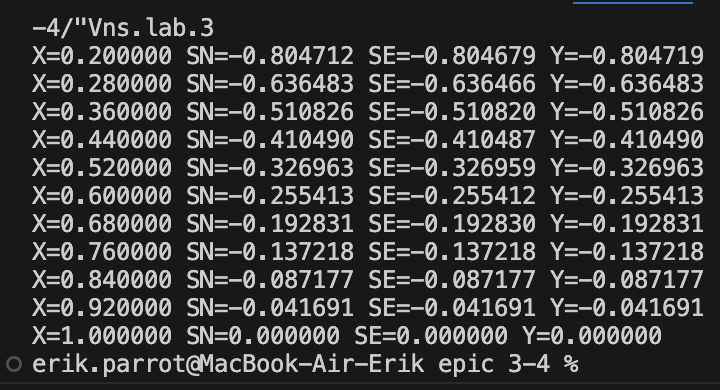 -4/"Vns.lab.3
X=0.200000 SN=-0.804712 SE=-0.804679 Y=-0.804719
X=0.280000 SN=-0.636483 SE=-0.636466 Y=-0.636483
X=0.360000 SN=-0.510826 SE=-0.510820 Y=-0.510826
X=0.440000 SN=-0.410490 SE=-0.410487 Y=-0.410490
X=0.520000 SN=-0.326963 SE=-0.326959 Y=-0.326963
X=0.600000 SN=-0.255413 SE=-0.255412 Y=-0.255413
X=0.680000 SN=-0.192831 SE=-0.192830 Y=-0.192831
X=0.760000 SN=-0.137218 SE=-0.137218 Y=-0.137218
X=0.840000 SN=-0.087177 SE=-0.087177 Y=-0.087177
X=0.920000 SN=-0.041691 SE=-0.041691 Y=-0.041691
X=1.000000 SN=0.000000 SE=0.000000 Y=0.000000
erik.parrot@MacBook-Air-Erik epic 3-4 %